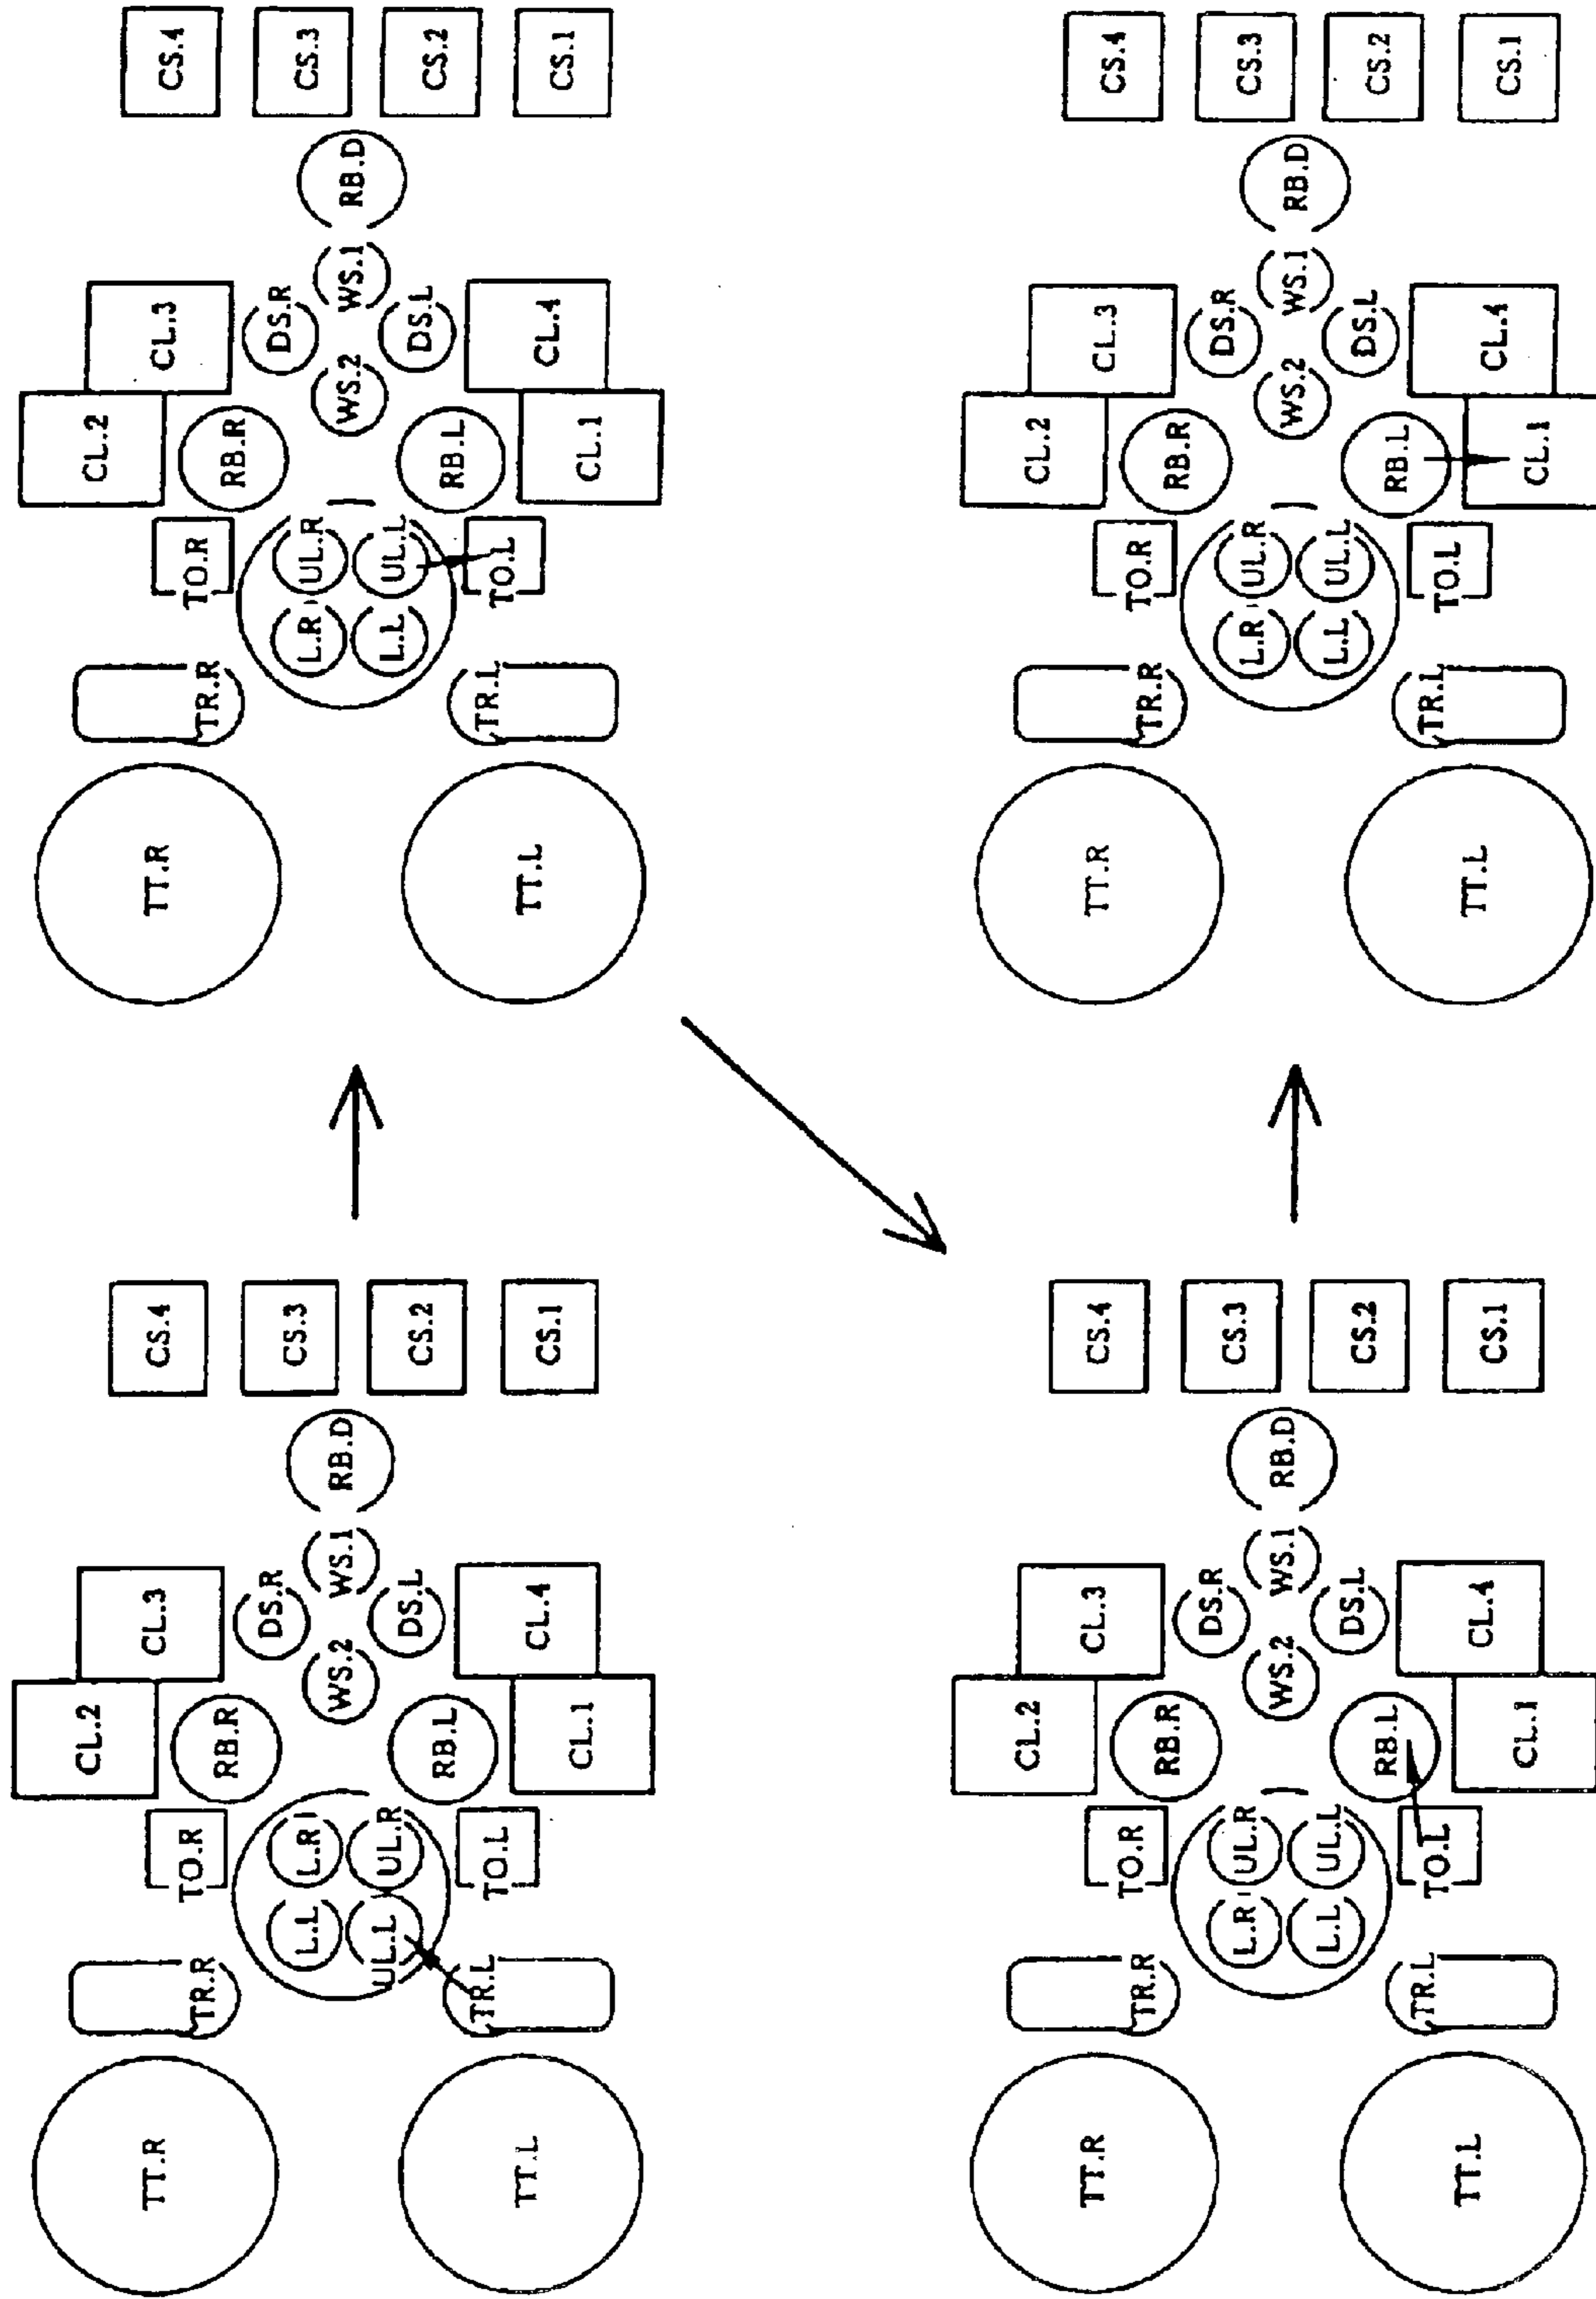 CL.2
CL.3
CS.4
TT.R
TR.R
TO.R
RB.R
DS.R
CS.3
L.L
L.R
WS.2
WS.1
RB.D
UL.L
UL.R
CS.2
TT.L
TR.L
TO.L
RB.L
DS.L
CL.1
CL.4
CS.1
CL.2
CL.3
CS.4
TT.R
TR.R
TO.R
RB.R
DS.R
CS.3
L.R
UL.R
WS.2
WS.1
RB.D
L.L
UL.L
CS.2
TT.L
TR.L
TO.L
RB.L
DS.L
CL.1
CL.4
CS.1
CL.2
CL.3
CS.4
TT.R
TR.R
TO.R
RB.R
DS.R
CS.3
L.R
UL.R
WS.2
WS.1
RB.D
L.L
UL.L
CS.2
TT.L
TR.L
TO.L
RB.L
DS.L
CL.1
CL.4
CS.1
CL.2
CL.3
CS.4
TT.R
TR.R
TO.R
RB.R
DS.R
CS.3
L.R
UL.R
WS.2
WS.1
RB.D
L.L
UL.L
CS.2
TT.L
TR.L
TO.L
RB.L
DS.L
CL.1
CL.4
CS.1